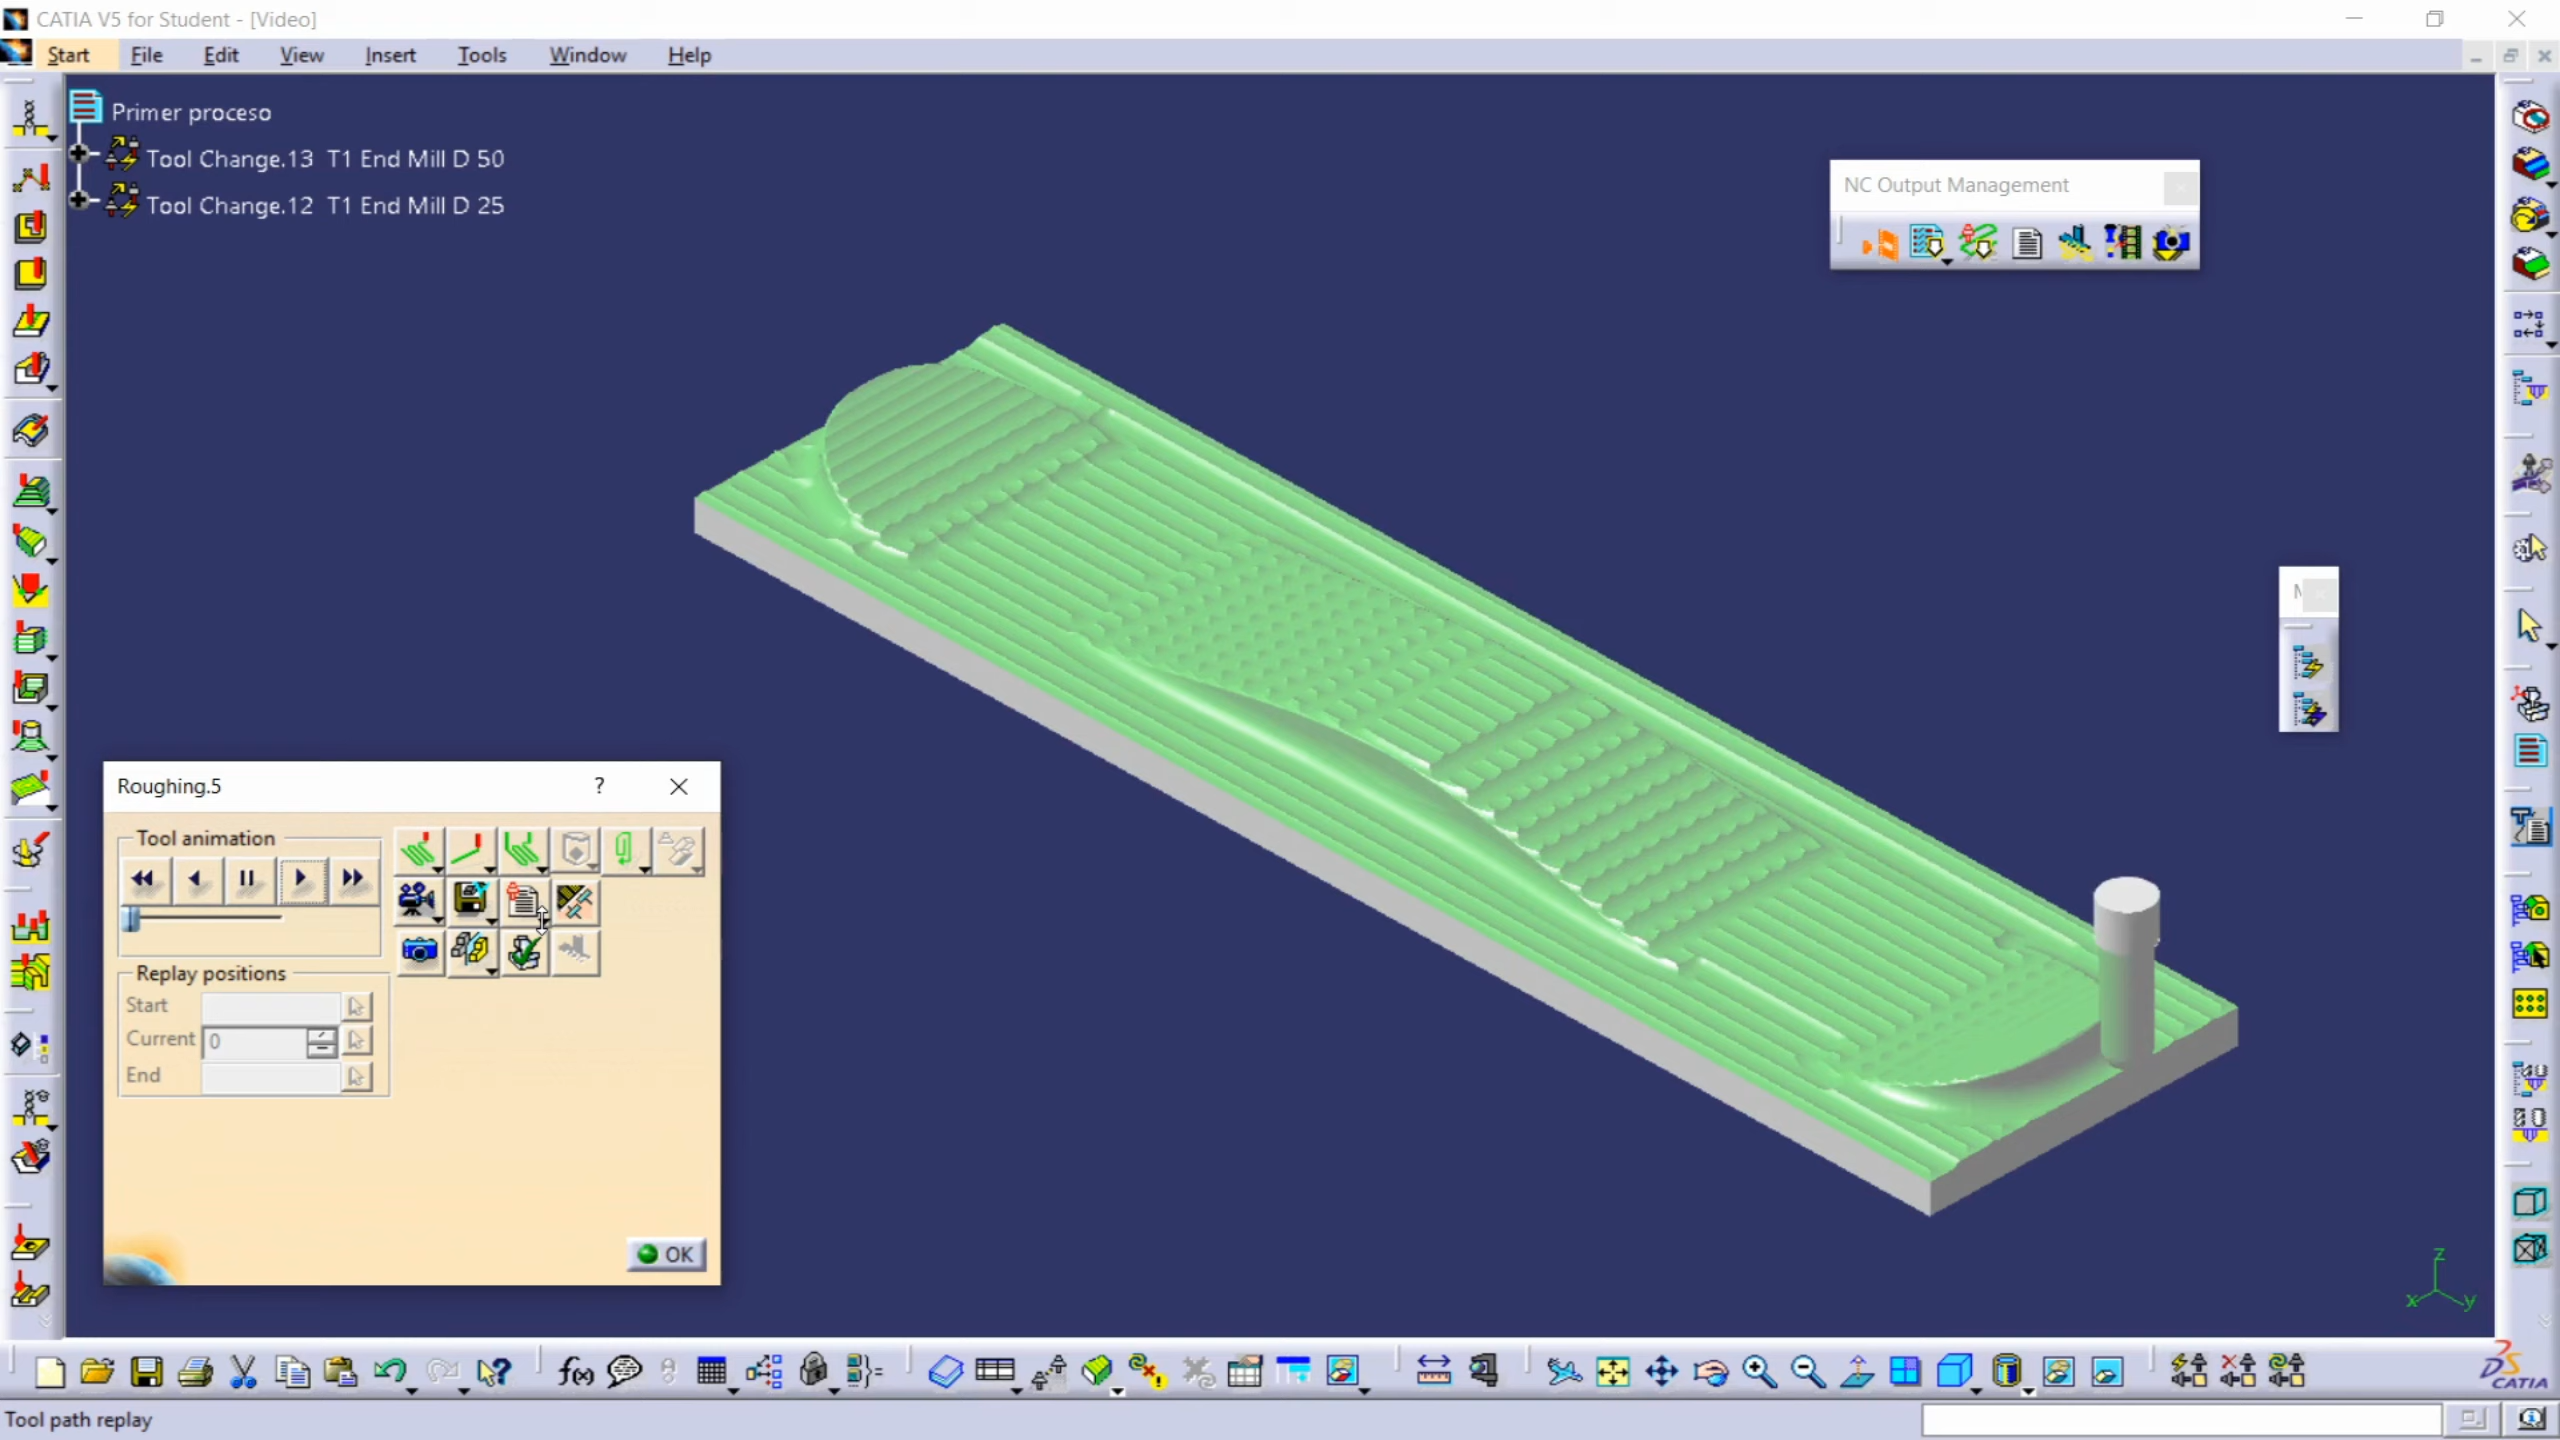 CATIA V5 for Student - [Video]
Start File Edit View Insert Tools Window Help
Primer proceso
Tool Change.13 T1 End Mill D 50
Tool Change.12 T1 End Mill D 25
NC Output Management
Roughing.5 ?
Tool animation
Replay positions
Start
Current 0
End
OK
z
x y
f(x)
CATIA
Tool path replay